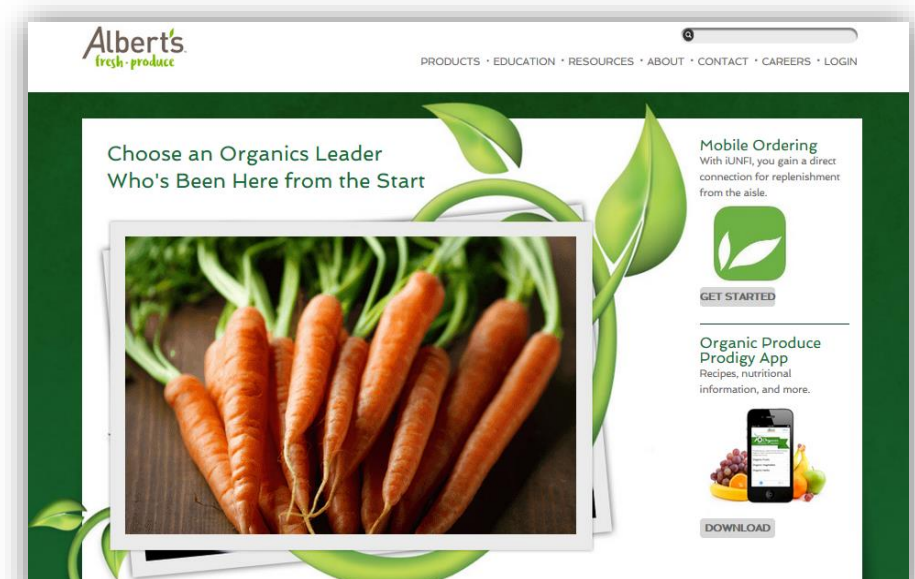 Albert's
fresh · produce
PRODUCTS · EDUCATION · RESOURCES · ABOUT · CONTACT · CAREERS · LOGIN
Choose an Organics Leader
Who's Been Here from the Start
Mobile Ordering
With iUNFI, you gain a direct
connection for replenishment
from the aisle.
GET STARTED
Organic Produce
Prodigy App
Recipes, nutritional
information, and more.
DOWNLOAD